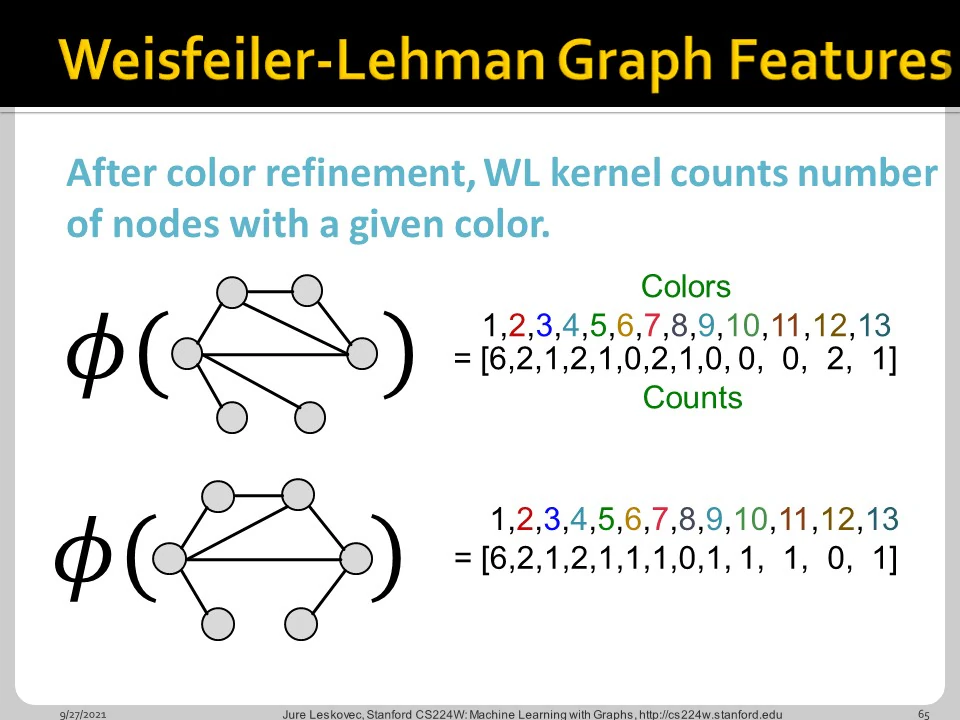 Weisfeiler-Lehman Graph Features
After color refinement, WL kernel counts number
of nodes with a given color.
Colors
1,2,3,4,5,6,7,8,9,10,11,12,13
ϕ( ) = [6,2,1,2,1,0,2,1,0, 0, 0, 2, 1]
Counts
1,2,3,4,5,6,7,8,9,10,11,12,13
ϕ( ) = [6,2,1,2,1,1,1,0,1, 1, 1, 0, 1]
9/27/2021 Jure Leskovec, Stanford CS224W: Machine Learning with Graphs, http://cs224w.stanford.edu 65